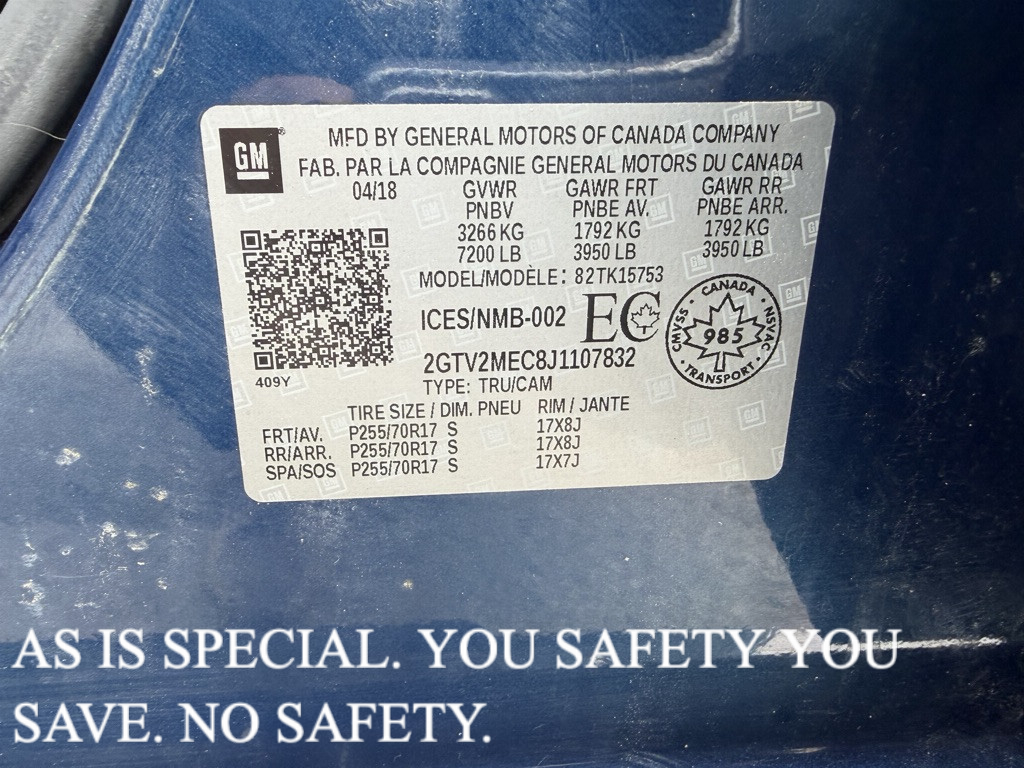 GM
MFD BY GENERAL MOTORS OF CANADA COMPANY
FAB. PAR LA COMPAGNIE GENERAL MOTORS DU CANADA
04/18 GVWR GAWR FRT GAWR RR
PNBV PNBE AV. PNBE ARR.
3266 KG 1792 KG 1792 KG
7200 LB 3950 LB 3950 LB
MODEL/MODÈLE: 82TK15753
ICES/NMB-002 EC
CANADA
CMVSS 985 NSVAC
TRANSPORT
2GTV2MEC8J1107832
409Y TYPE: TRU/CAM
TIRE SIZE / DIM. PNEU RIM / JANTE
FRT/AV. P255/70R17 S 17X8J
RR/ARR. P255/70R17 S 17X8J
SPA/SOS P255/70R17 S 17X7J
AS IS SPECIAL. YOU SAFETY YOU
SAVE. NO SAFETY.